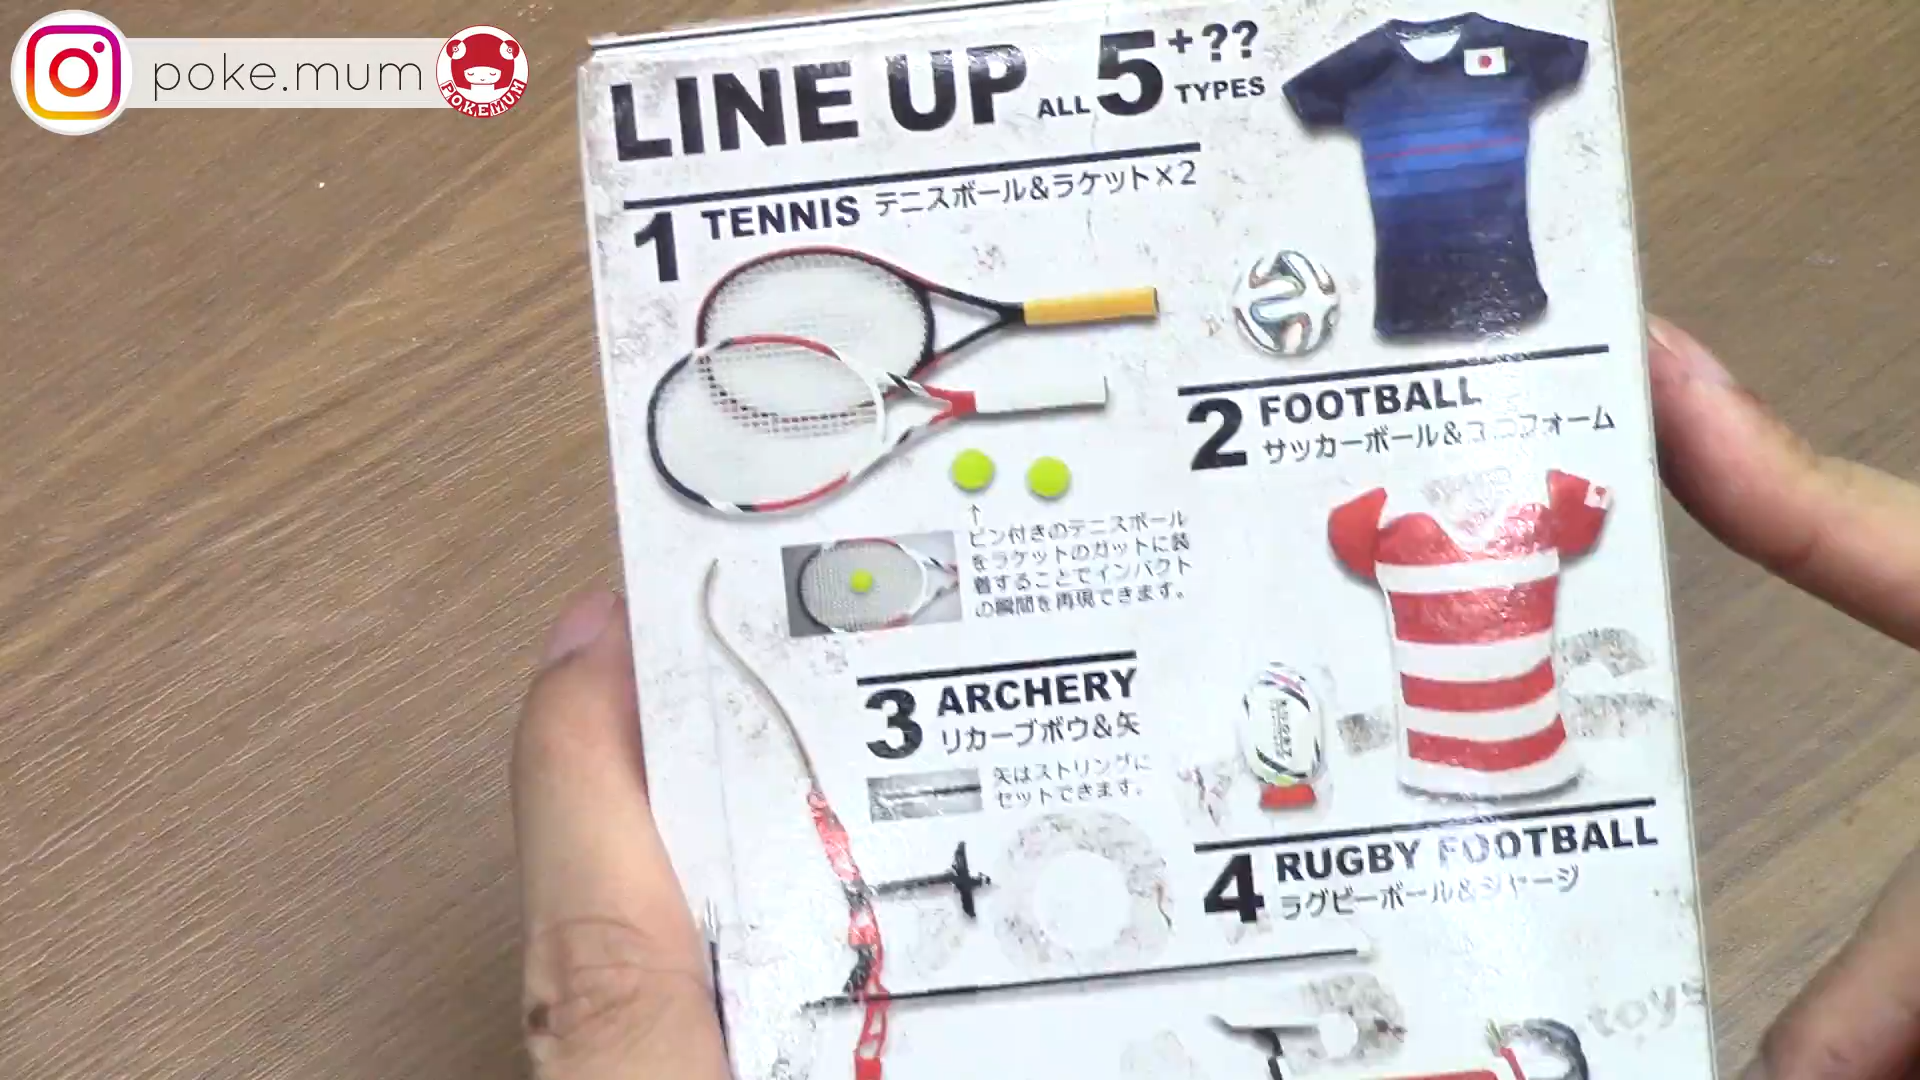 poke.mum
POKEMUM
LINE UP ALL 5+?? TYPES
1 TENNIS テニスボール&ラケット×2
2 FOOTBALL
サッカーボール&ユニフォーム
↑
ピン付きのテニスボール
をラケットのガットに装
着することでインパクト
の瞬間を再現できます。
3 ARCHERY
リカーブボウ&矢
矢はストリングに
セットできます。
4 RUGBY FOOTBALL
ラグビーボール&ジャージ
toys